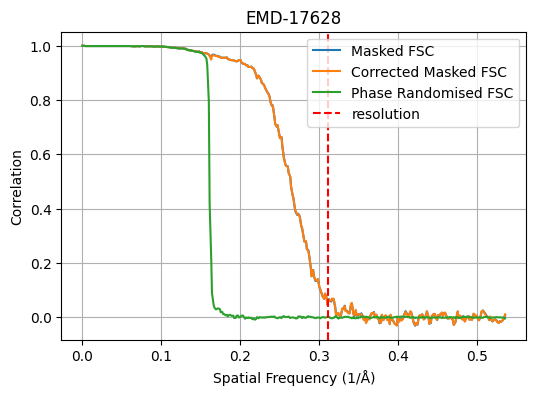 EMD-17628
Masked FSC
Corrected Masked FSC
Phase Randomised FSC
resolution
Correlation
1.0
0.8
0.6
0.4
0.2
0.0
0.0 0.1 0.2 0.3 0.4 0.5
Spatial Frequency (1/Å)